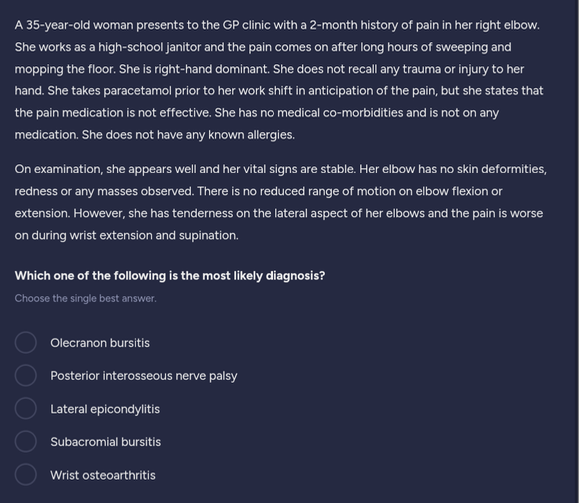 A 35-year-old woman presents to the GP clinic with a 2-month history of pain in her right elbow.
She works as a high-school janitor and the pain comes on after long hours of sweeping and
mopping the floor. She is right-hand dominant. She does not recall any trauma or injury to her
hand. She takes paracetamol prior to her work shift in anticipation of the pain, but she states that
the pain medication is not effective. She has no medical co-morbidities and is not on any
medication. She does not have any known allergies.
On examination, she appears well and her vital signs are stable. Her elbow has no skin deformities,
redness or any masses observed. There is no reduced range of motion on elbow flexion or
extension. However, she has tenderness on the lateral aspect of her elbows and the pain is worse
on during wrist extension and supination.
Which one of the following is the most likely diagnosis?
Choose the single best answer.
Olecranon bursitis
Posterior interosseous nerve palsy
Lateral epicondylitis
Subacromial bursitis
Wrist osteoarthritis